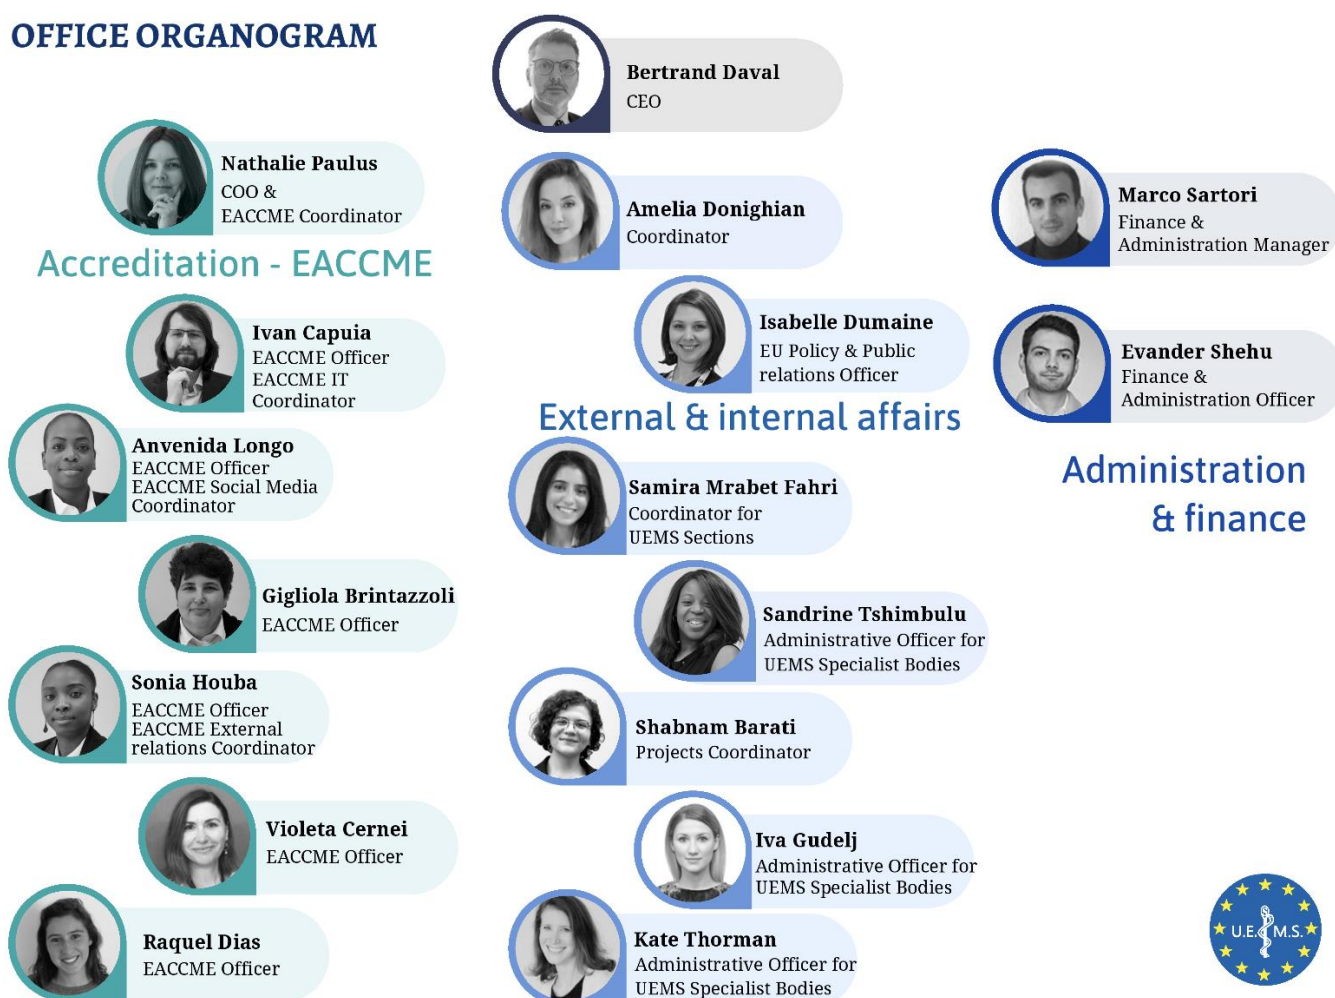 OFFICE ORGANOGRAM
Bertrand Daval
CEO
Nathalie Paulus
COO &
EACCME Coordinator
Accreditation - EACCME
Ivan Capuia
EACCME Officer
EACCME IT
Coordinator
Anvenida Longo
EACCME Officer
EACCME Social Media
Coordinator
Gigliola Brintazzoli
EACCME Officer
Sonia Houba
EACCME Officer
EACCME External
relations Coordinator
Violeta Cernei
EACCME Officer
Raquel Dias
EACCME Officer
Amelia Donighian
Coordinator
Isabelle Dumaine
EU Policy & Public
relations Officer
External & internal affairs
Samira Mrabet Fahri
Coordinator for
UEMS Sections
Sandrine Tshimbulu
Administrative Officer for
UEMS Specialist Bodies
Shabnam Barati
Projects Coordinator
Iva Gudelj
Administrative Officer for
UEMS Specialist Bodies
Kate Thorman
Administrative Officer for
UEMS Specialist Bodies
Marco Sartori
Finance &
Administration Manager
Evander Shehu
Finance &
Administration Officer
Administration
& finance
U.E. M.S.